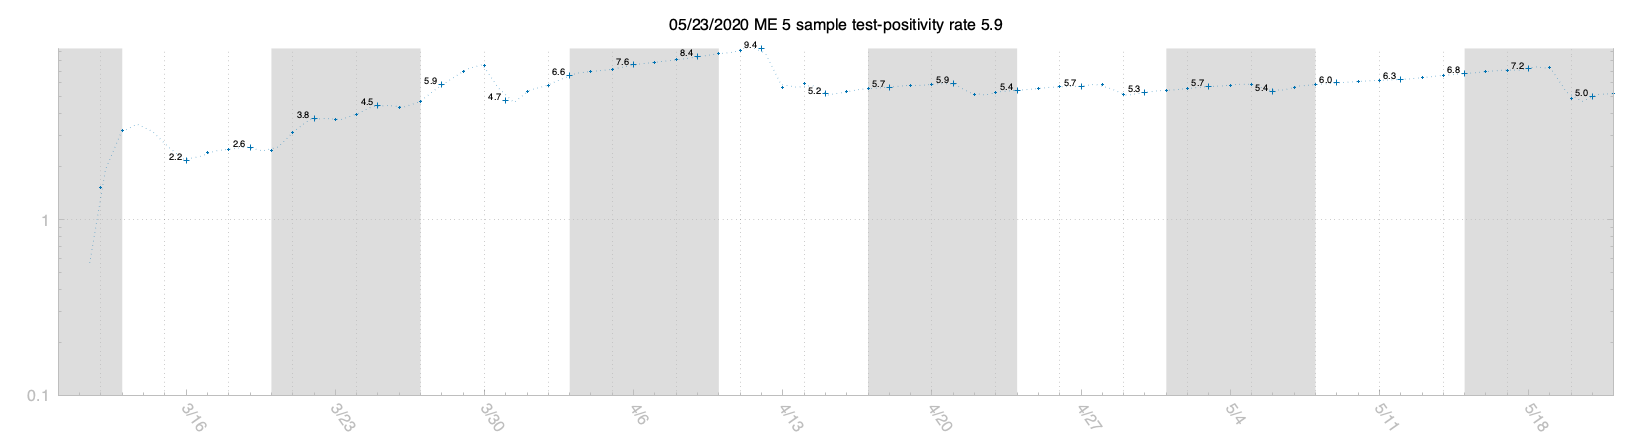 05/23/2020 ME 5 sample test-positivity rate 5.9
2.2 2.6 3.8 4.5 5.9 4.7 6.6 7.6 8.4 9.4 5.2 5.7 5.9 5.4 5.7 5.3 5.7 5.4 6.0 6.3 6.8 7.2 5.0
1
0.1
3/16 3/23 3/30 4/6 4/13 4/20 4/27 5/4 5/11 5/18